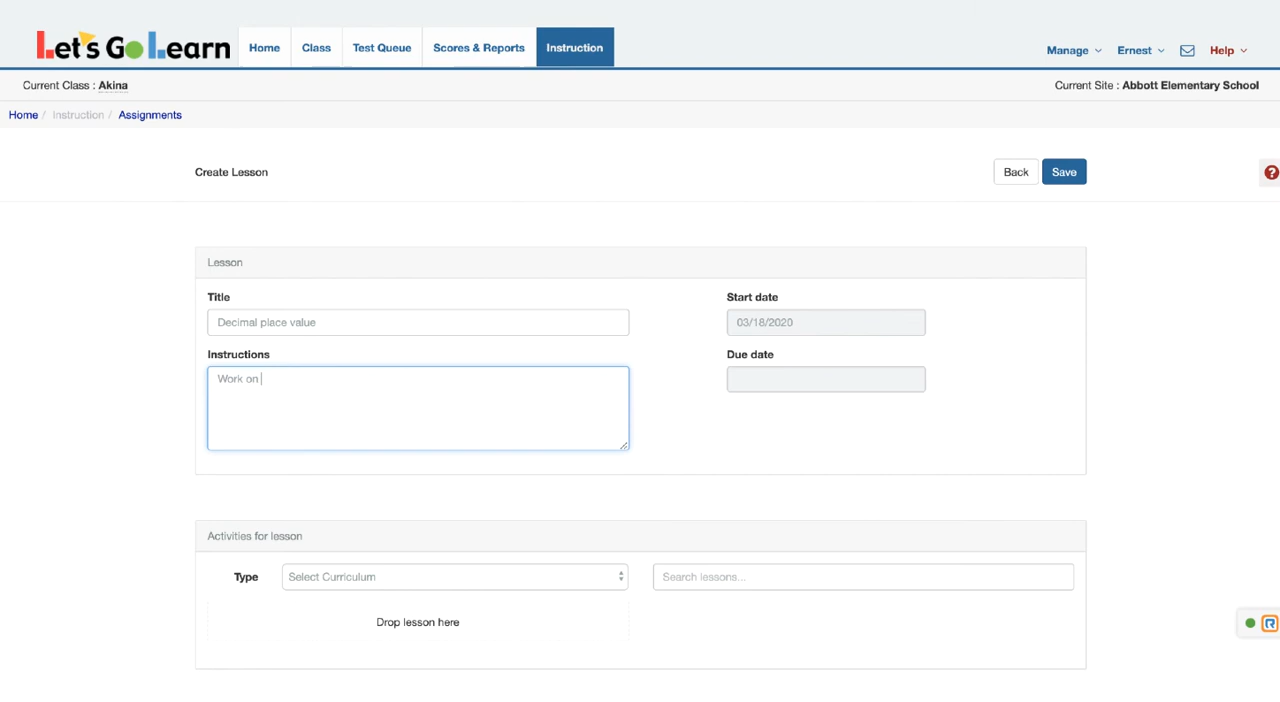 Let's Go Learn
Home Class Test Queue Scores & Reports Instruction
Manage Ernest Help
Current Class : Akina
Current Site : Abbott Elementary School
Home / Instruction / Assignments
Create Lesson
Back Save
?
Lesson
Title
Start date
Decimal place value
03/18/2020
Instructions
Due date
Work on
Activities for lesson
Type
Select Curriculum
Search lessons...
Drop lesson here
R